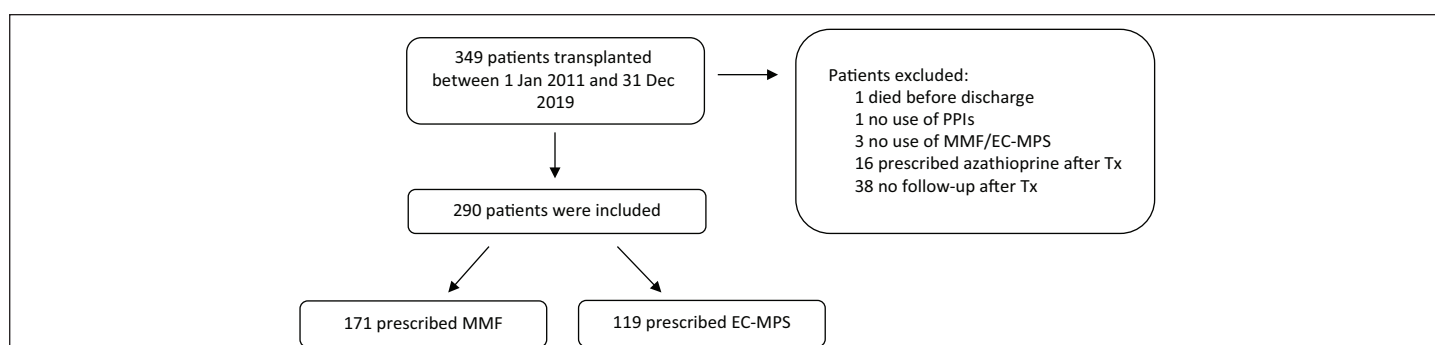 349 patients transplanted
between 1 Jan 2011 and 31 Dec
2019
Patients excluded:
1 died before discharge
1 no use of PPIs
3 no use of MMF/EC-MPS
16 prescribed azathioprine after Tx
38 no follow-up after Tx
290 patients were included
171 prescribed MMF
119 prescribed EC-MPS